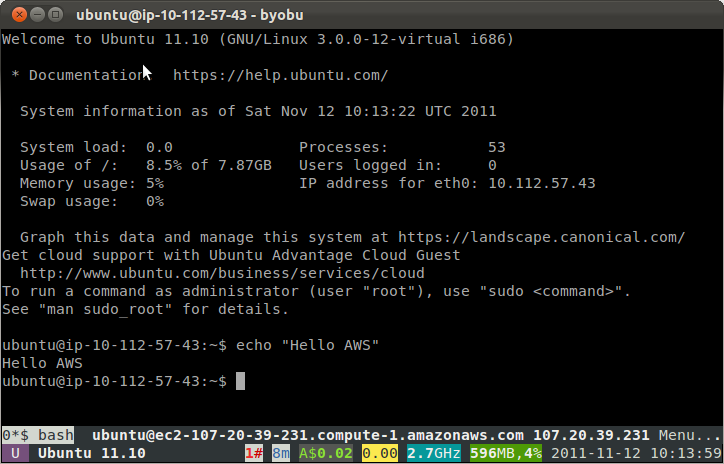 ubuntu@ip-10-112-57-43 - byobu
Welcome to Ubuntu 11.10 (GNU/Linux 3.0.0-12-virtual i686)
* Documentation https://help.ubuntu.com/
System information as of Sat Nov 12 10:13:22 UTC 2011
System load: 0.0 Processes: 53
Usage of /: 8.5% of 7.87GB Users logged in: 0
Memory usage: 5% IP address for eth0: 10.112.57.43
Swap usage: 0%
Graph this data and manage this system at https://landscape.canonical.com/
Get cloud support with Ubuntu Advantage Cloud Guest
http://www.ubuntu.com/business/services/cloud
To run a command as administrator (user "root"), use "sudo <command>".
See "man sudo_root" for details.
ubuntu@ip-10-112-57-43:~$ echo "Hello AWS"
Hello AWS
ubuntu@ip-10-112-57-43:~$
0*$ bash ubuntu@ec2-107-20-39-231.compute-1.amazonaws.com 107.20.39.231 Menu...
U Ubuntu 11.10 1# 8m A$0.02 0.00 2.7GHz 596MB,4% 2011-11-12 10:13:59